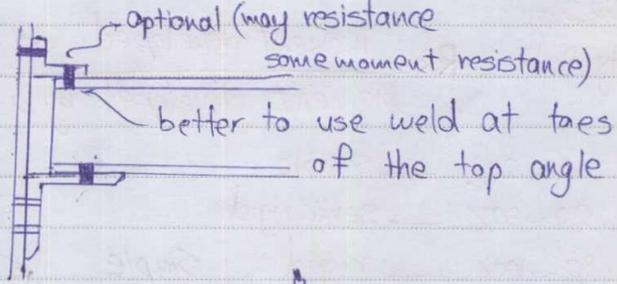 optional (may resistance
some moment resistance)
better to use weld at toes
of the top angle